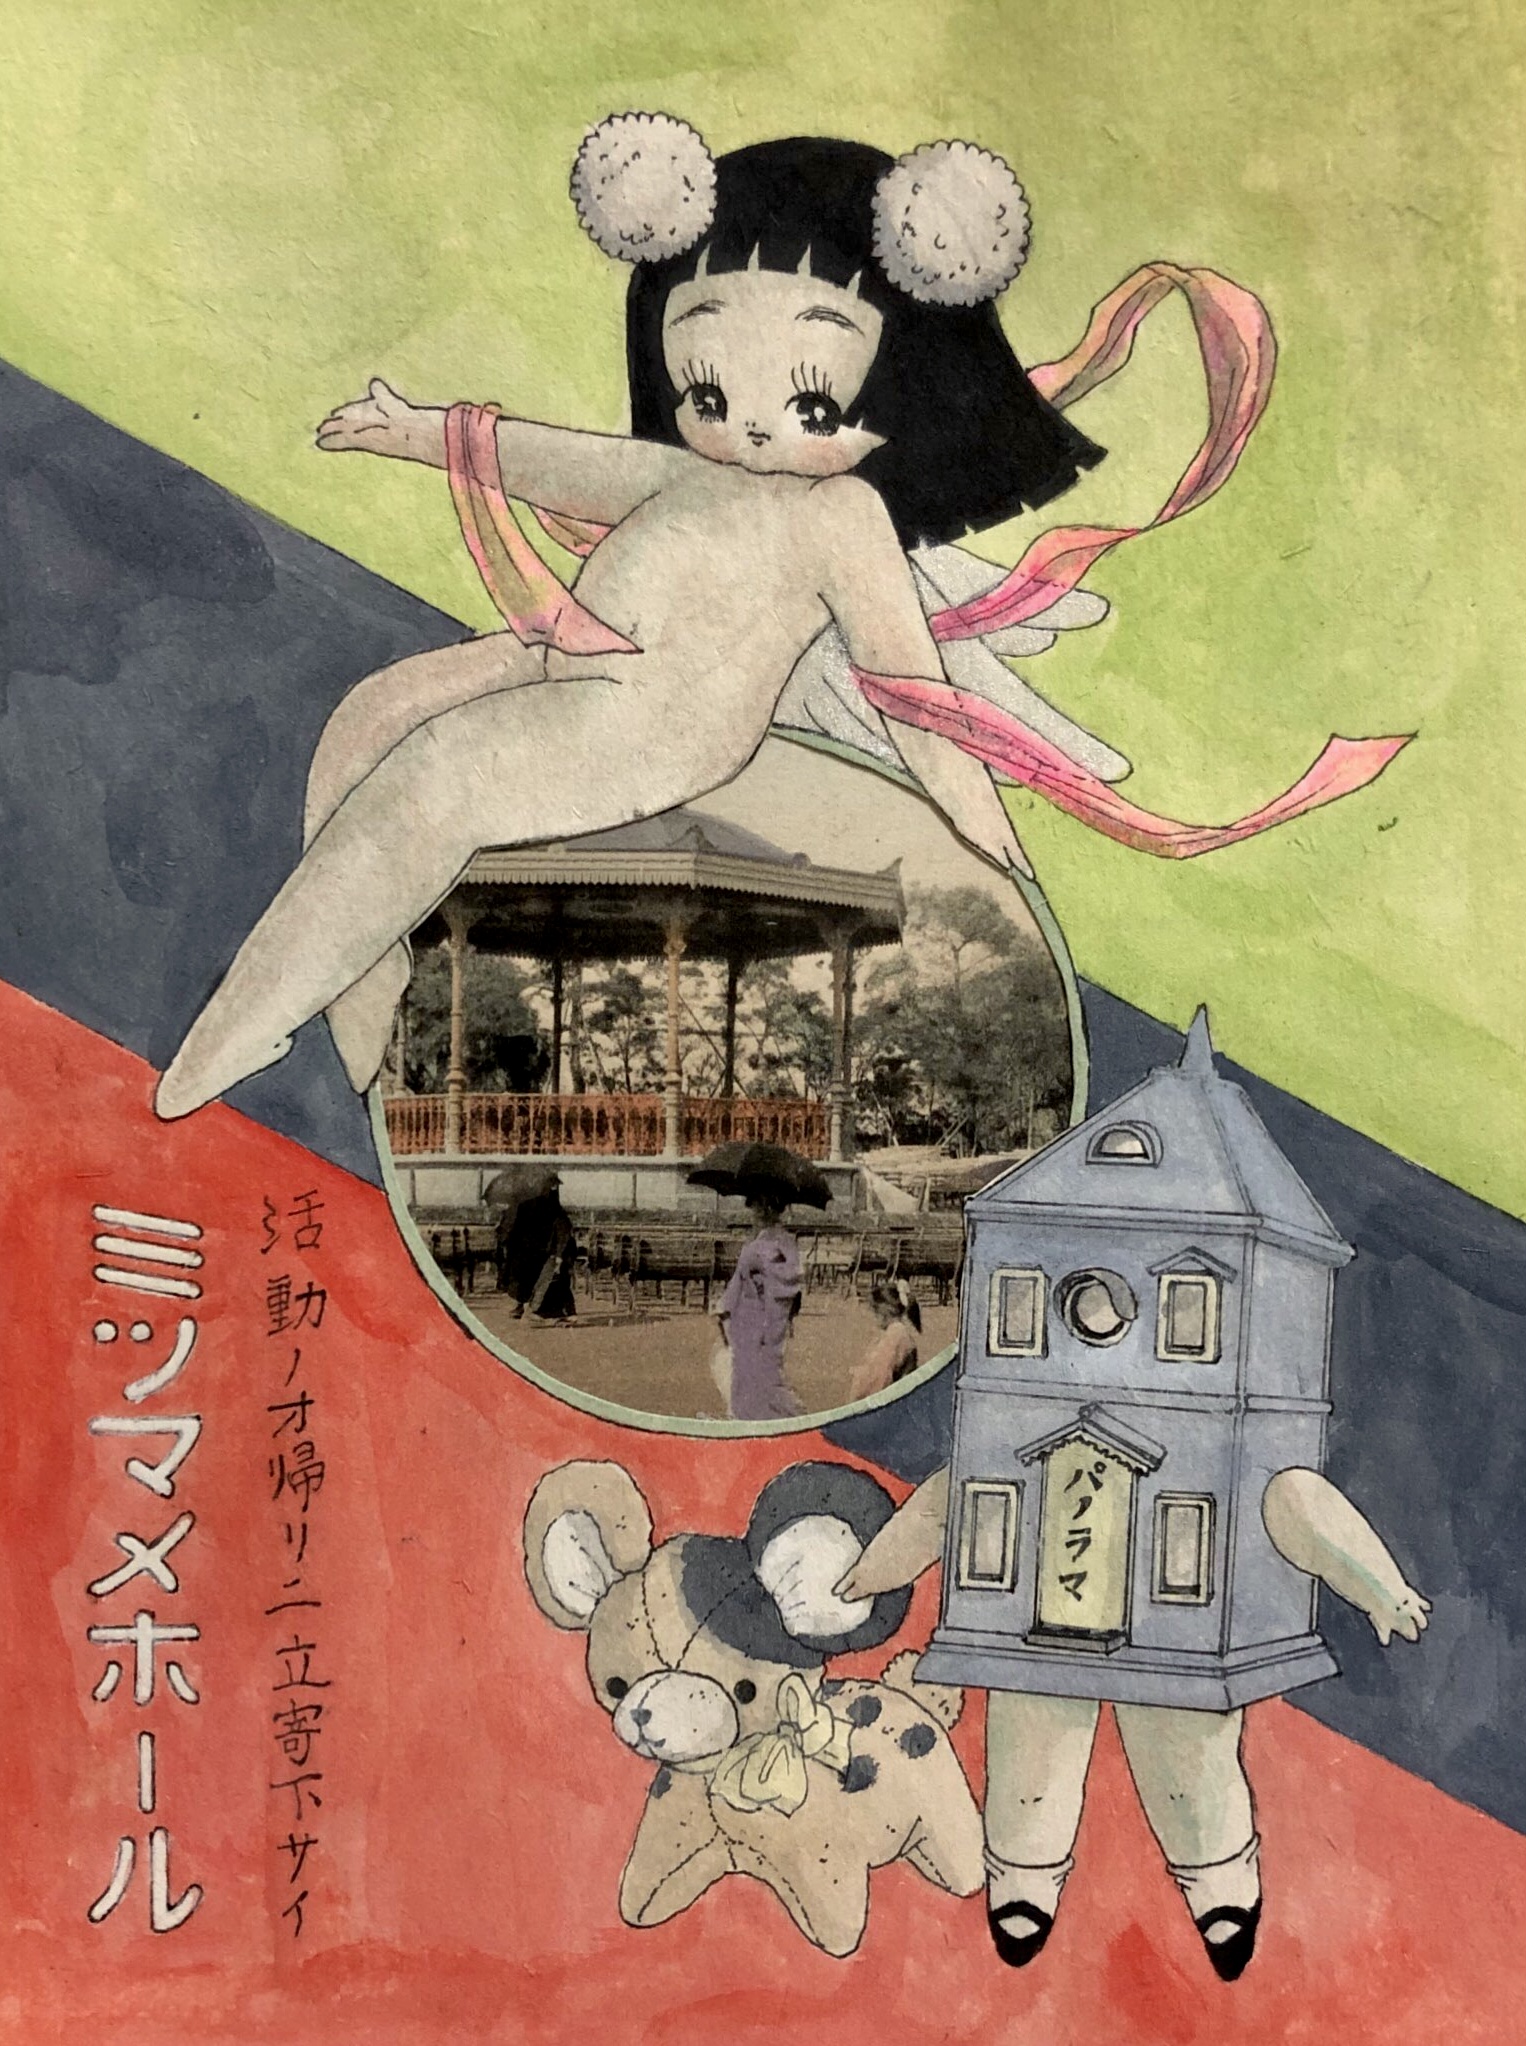 活動ノオ帰リニ立寄下サイ
ミツマメホール
パノラマ